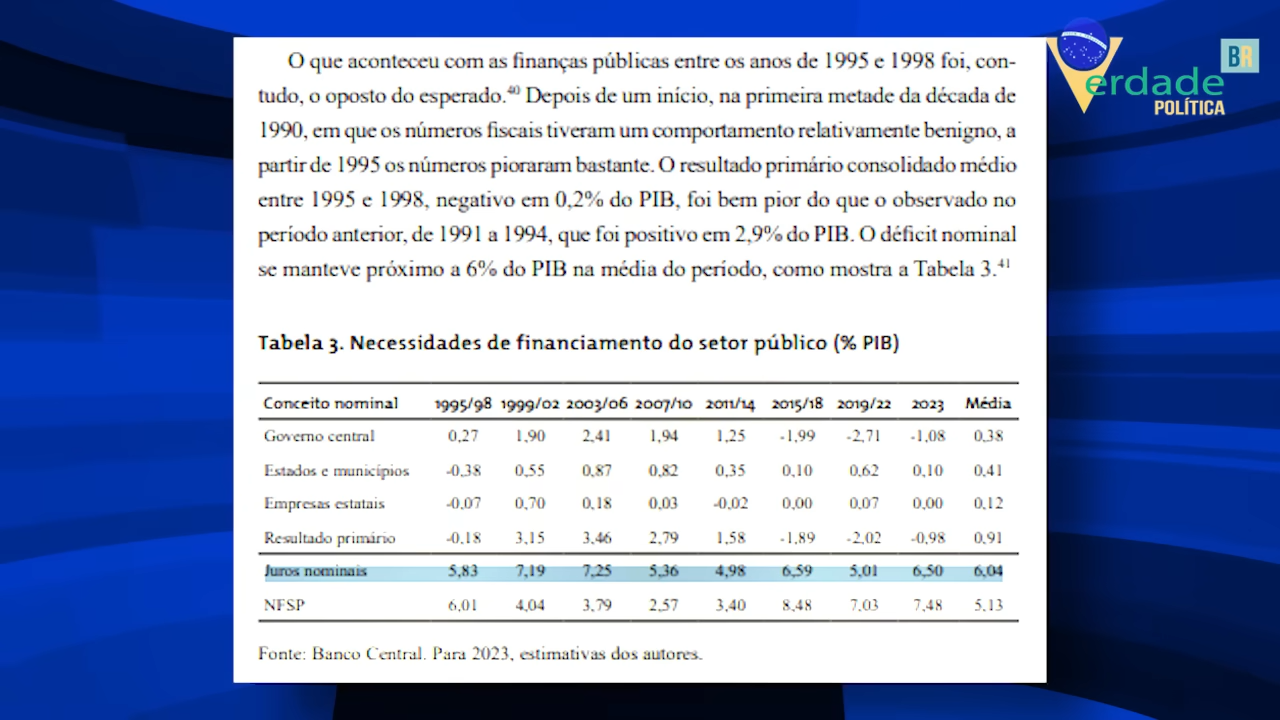 O que aconteceu com as finanças públicas entre os anos de 1995 e 1998 foi, con-
tudo, o oposto do esperado.⁴⁰ Depois de um início, na primeira metade da década de
1990, em que os números fiscais tiveram um comportamento relativamente benigno, a
partir de 1995 os números pioraram bastante. O resultado primário consolidado médio
entre 1995 e 1998, negativo em 0,2% do PIB, foi bem pior do que o observado no
período anterior, de 1991 a 1994, que foi positivo em 2,9% do PIB. O déficit nominal
se manteve próximo a 6% do PIB na média do período, como mostra a Tabela 3.⁴¹
Tabela 3. Necessidades de financiamento do setor público (% PIB)
Conceito nominal 1995/98 1999/02 2003/06 2007/10 2011/14 2015/18 2019/22 2023 Média
Governo central 0,27 1,90 2,41 1,94 1,25 -1,99 -2,71 -1,08 0,38
Estados e municípios -0,38 0,55 0,87 0,82 0,35 0,10 0,62 0,10 0,41
Empresas estatais -0,07 0,70 0,18 0,03 -0,02 0,00 0,07 0,00 0,12
Resultado primário -0,18 3,15 3,46 2,79 1,58 -1,89 -2,02 -0,98 0,91
Juros nominais 5,83 7,19 7,25 5,36 4,98 6,59 5,01 6,50 6,04
NFSP 6,01 4,04 3,79 2,57 3,40 8,48 7,03 7,48 5,13
Fonte: Banco Central. Para 2023, estimativas dos autores.
Verdade
POLÍTICA
BR